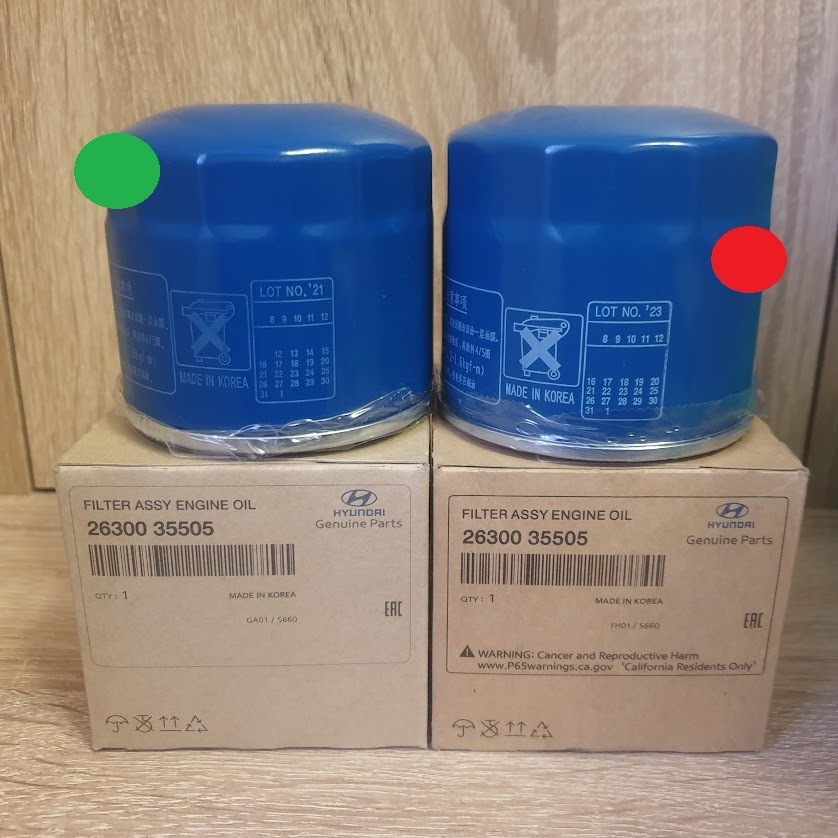 LOT NO. '21
8 9 10 11 12
12 13 14 15
16 17 18 19 20
21 22 23 24 25
26 27 28 29 30
31 1
MADE IN KOREA
事项
LOT NO. '23
8 9 10 11 12
16 17 18 19 20
21 22 23 24 25
26 27 28 29 30
31 1
MADE IN KOREA
FILTER ASSY ENGINE OIL
26300 35505
HYUNDAI
Genuine Parts
QTY : 1
MADE IN KOREA
GA01 / S660
EAC
FILTER ASSY ENGINE OIL
26300 35505
HYUNDAI
Genuine Parts
QTY : 1
MADE IN KOREA
FH01 / S660
EAC
WARNING: Cancer and Reproductive Harm
www.P65warnings.ca.gov 'California Residents Only'